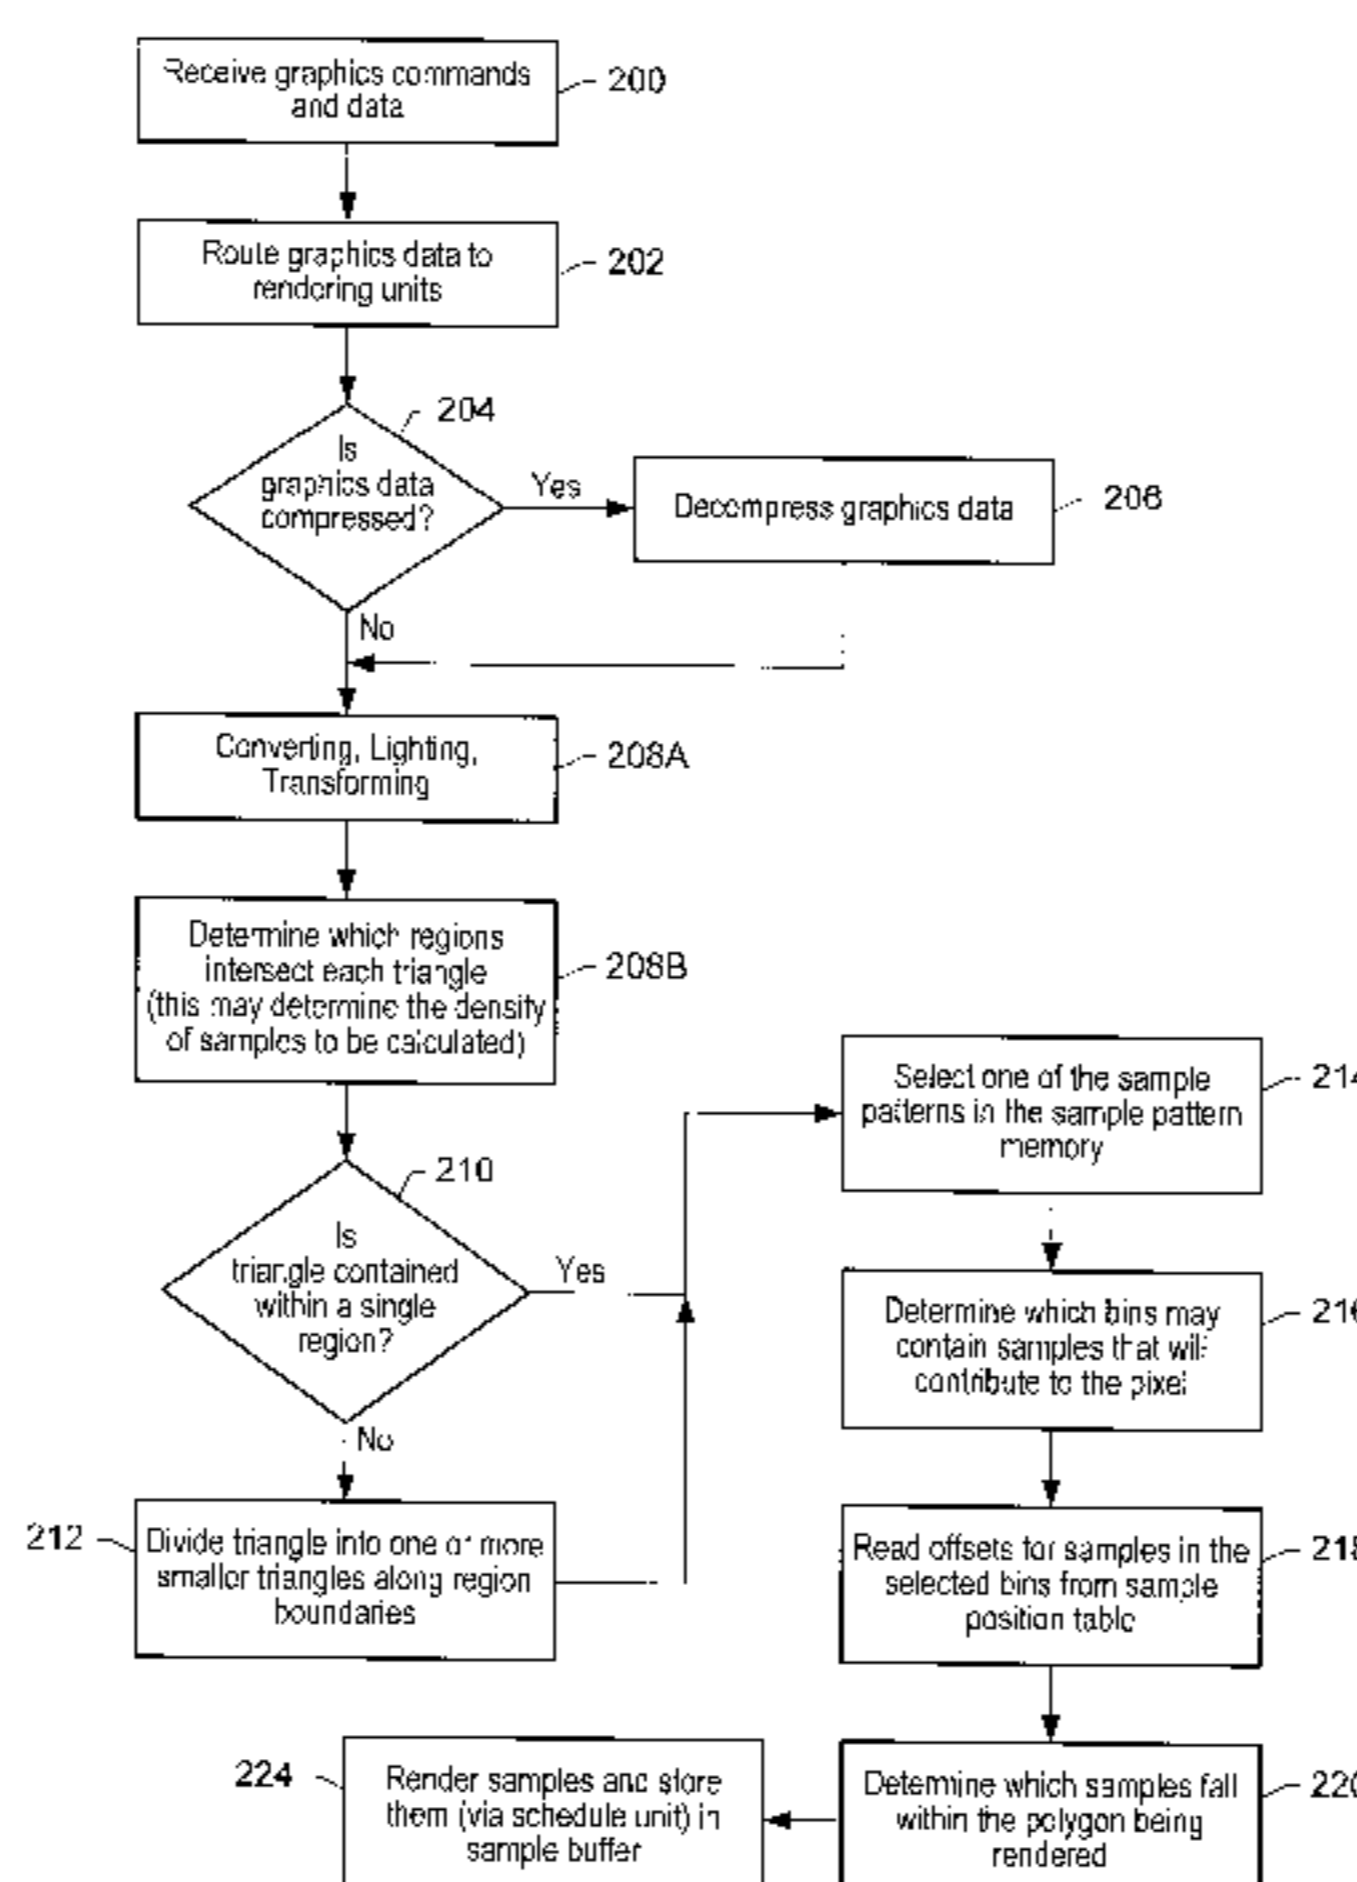 Receive graphics commands
and data
200
Route graphics data to
rendering units
202
204
Is
graphics data
compressed?
Yes
Decompress graphics data
206
No
Converting, Lighting,
Transforming
208A
Determine which regions
intersect each triangle
(this may determine the density
of samples to be calculated)
208B
210
Is
triangle contained
within a single
region?
Yes
No
212
Divide triangle into one or more
smaller triangles along region
boundaries
Select one of the sample
patterns in the sample pattern
memory
214
Determine which bins may
contain samples that will
contribute to the pixel
216
Read offsets for samples in the
selected bins from sample
position table
218
Determine which samples fall
within the polygon being
rendered
220
224
Render samples and store
them (via schedule unit) in
sample buffer